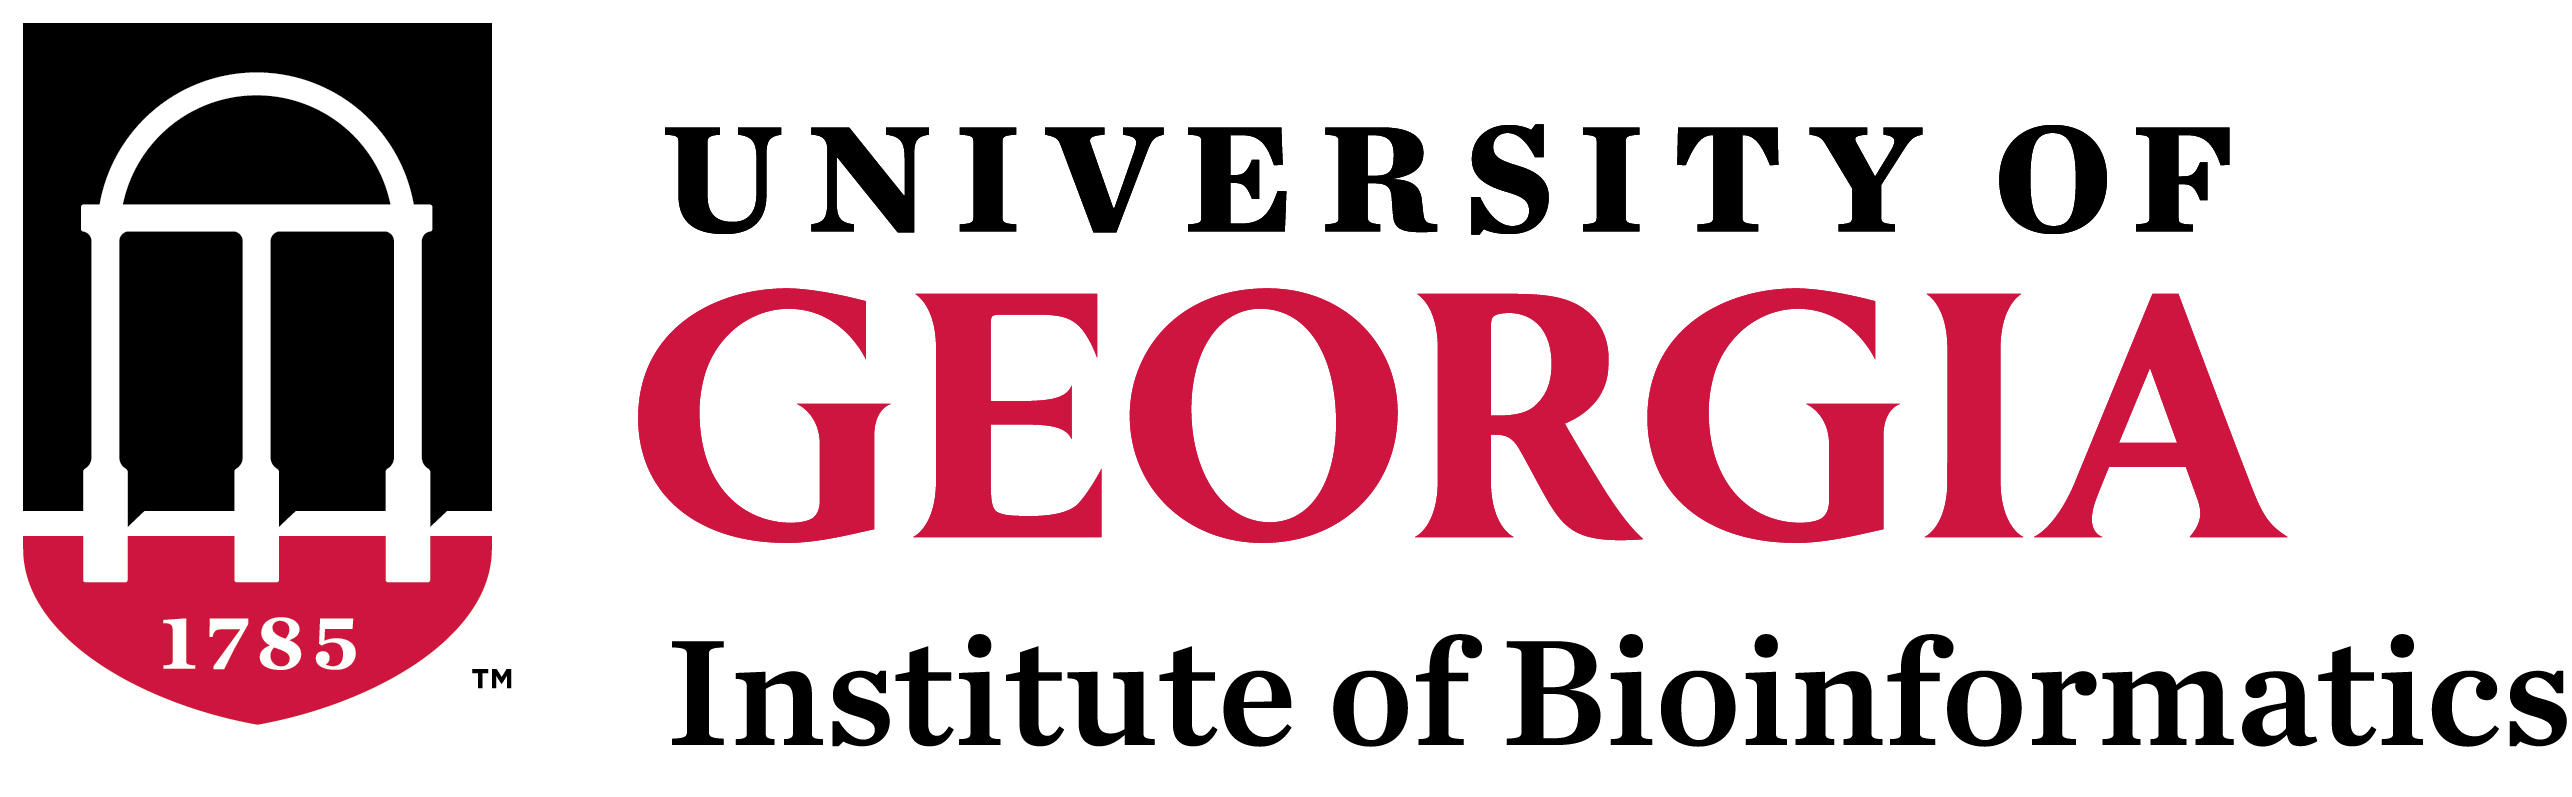 1785
TM
UNIVERSITY OF
GEORGIA
Institute of Bioinformatics